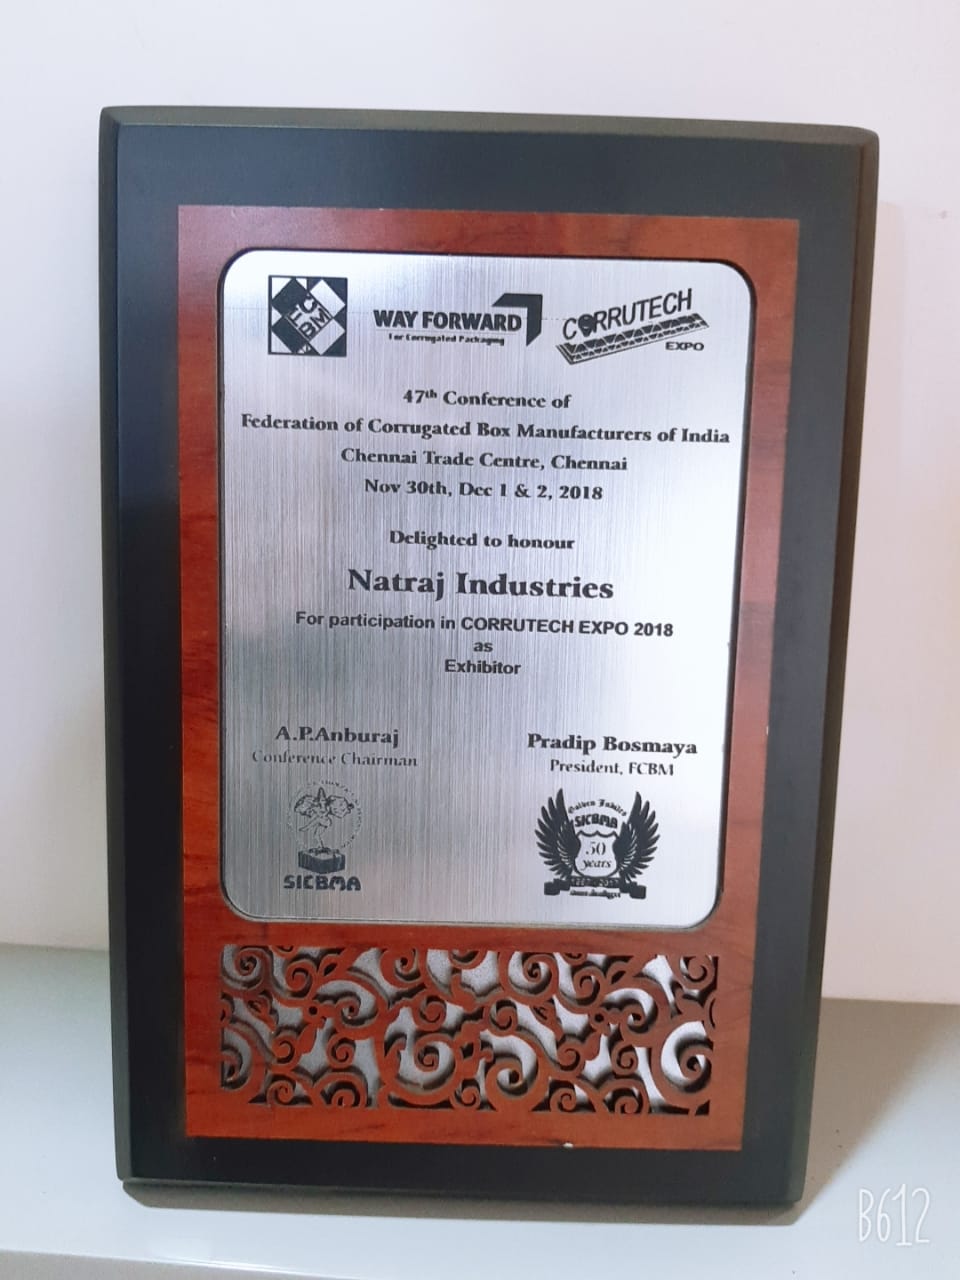 FCBM
WAY FORWARD
For Corrugated Packaging
CORRUTECH
EXPO
47th Conference of
Federation of Corrugated Box Manufacturers of India
Chennai Trade Centre, Chennai
Nov 30th, Dec 1 & 2, 2018
Delighted to honour
Natraj Industries
For participation in CORRUTECH EXPO 2018
as
Exhibitor
A.P.Anburaj
Conference Chairman
Pradip Bosmaya
President, FCBM
SICBMA
Golden Jubilee
SICBMA
50
years
1967 - 2017
B612